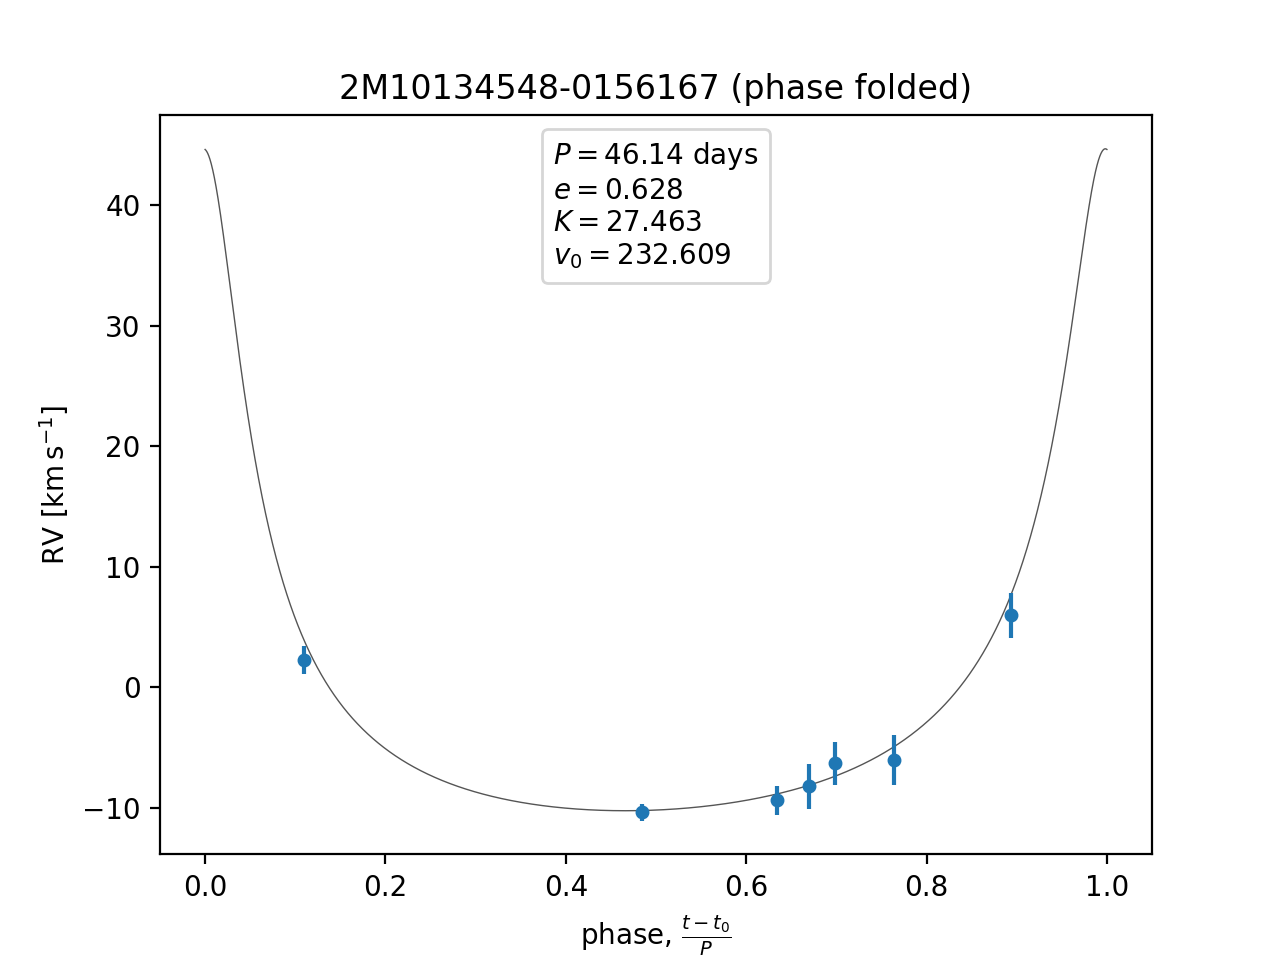 2M10134548-0156167 (phase folded)
P = 46.14 days
e = 0.628
K = 27.463
v₀ = 232.609
40
30
20
10
0
−10
RV [km s⁻¹]
0.0 0.2 0.4 0.6 0.8 1.0
phase, (t − t₀)/P